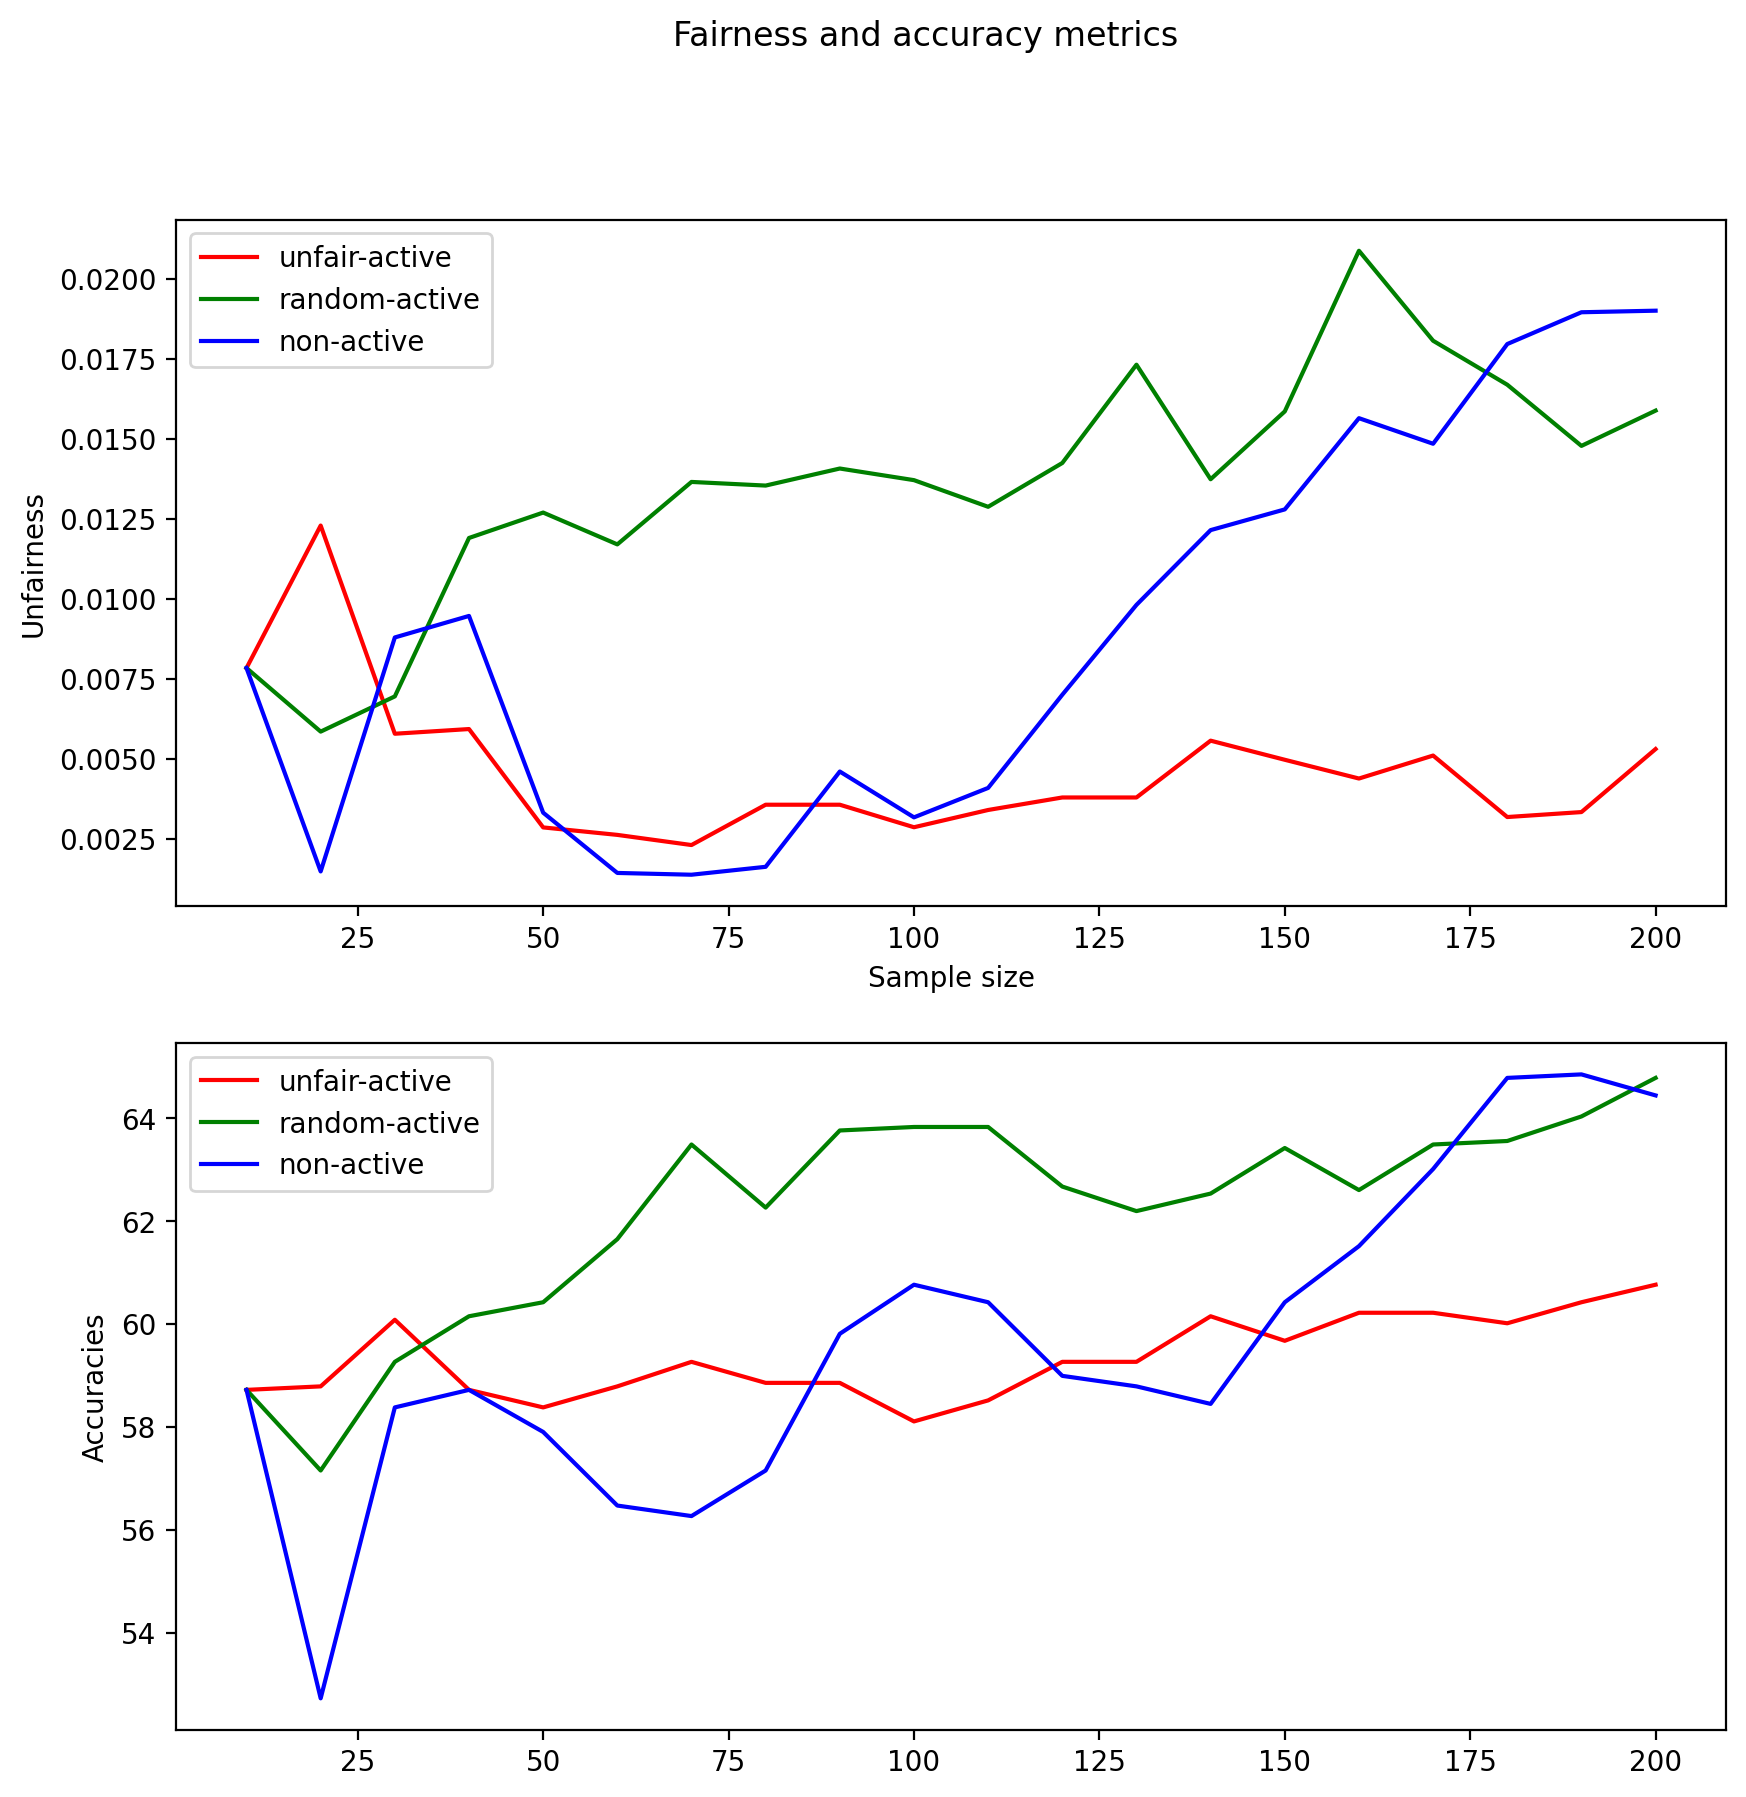 Fairness and accuracy metrics
unfair-active
random-active
non-active
0.0200
0.0175
0.0150
0.0125
0.0100
0.0075
0.0050
0.0025
Unfairness
25 50 75 100 125 150 175 200
Sample size
unfair-active
random-active
non-active
64
62
60
58
56
54
Accuracies
25 50 75 100 125 150 175 200